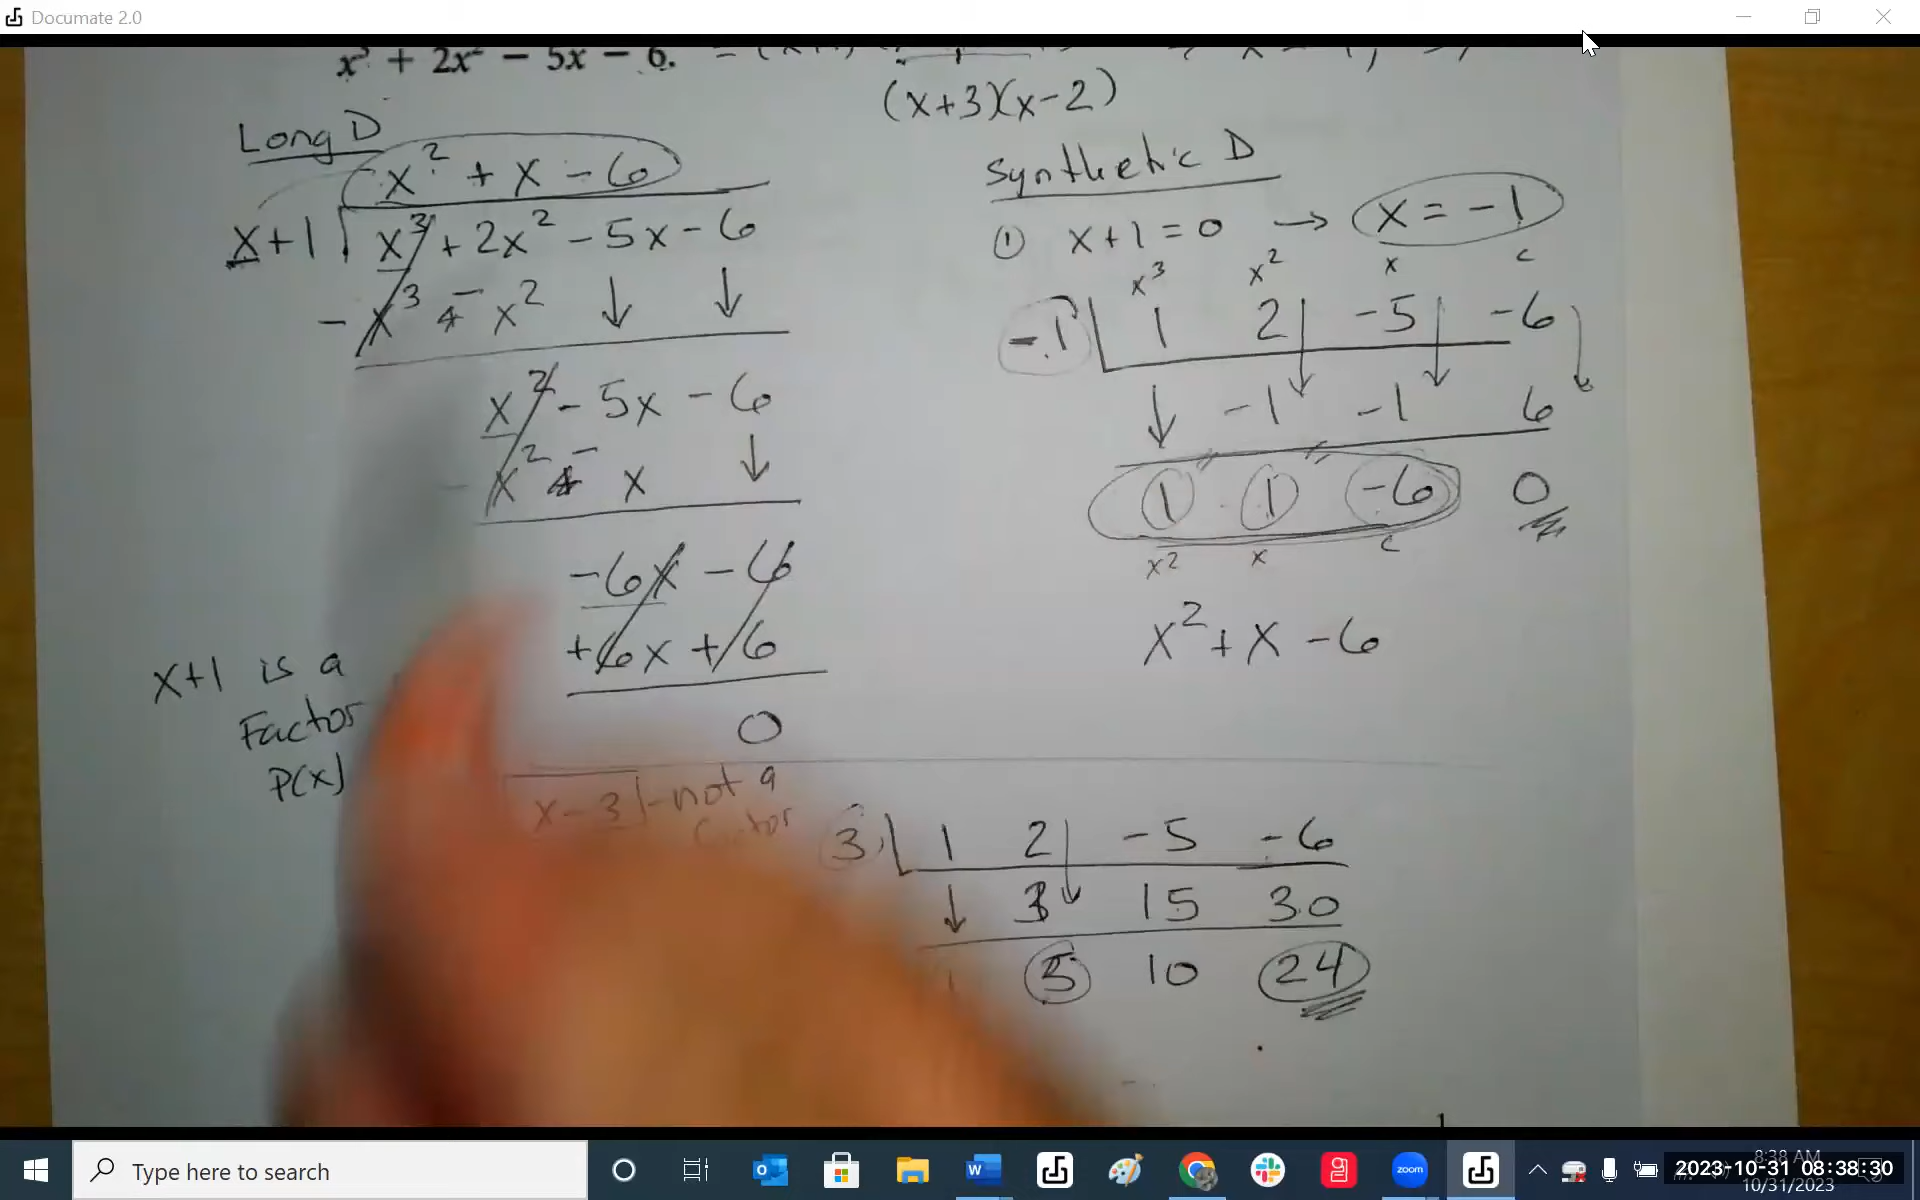 Documate 2.0
x³ + 2x² − 5x − 6.
(x+3)(x−2)
Long D
x² + x − 6
x+1 x³ + 2x² − 5x − 6
− x³ − x²
x² − 5x − 6
− x² − x
−6x − 6
+6x + 6
0
x+1 is a
Factor
P(x)
Synthetic D
① x+1 = 0 → x = −1
x³ x² x c
−1 1 2 −5 −6
−1 −1 6
1 1 −6 0
x² x c
x² + x − 6
x−3 not a
3 1 2 −5 −6
3 15 30
5 10 24
Type here to search
zoom
8:38 AM
2023-10-31 08:38:30
10/31/2023